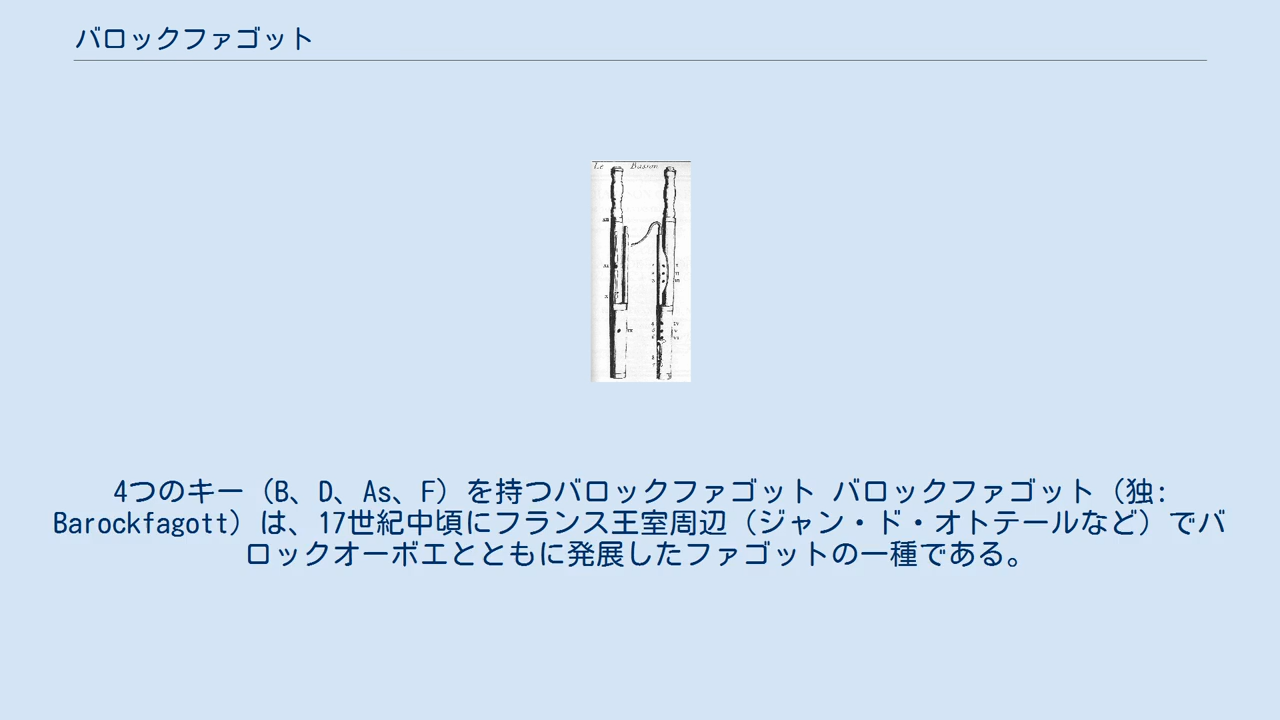 バロックファゴット
Le Basson
4つのキー（B、D、As、F）を持つバロックファゴット バロックファゴット（独:
Barockfagott）は、17世紀中頃にフランス王室周辺（ジャン・ド・オトテールなど）でバ
ロックオーボエとともに発展したファゴットの一種である。